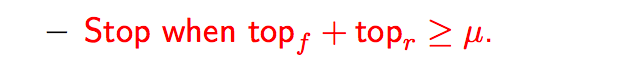 – Stop when top_f + top_r ≥ μ.